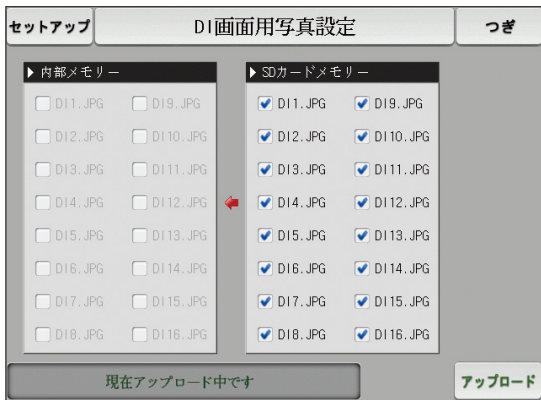 セットアップ
DI画面用写真設定
つぎ
▶ 内部メモリー
DI1.JPG DI9.JPG
DI2.JPG DI10.JPG
DI3.JPG DI11.JPG
DI4.JPG DI12.JPG
DI5.JPG DI13.JPG
DI6.JPG DI14.JPG
DI7.JPG DI15.JPG
DI8.JPG DI16.JPG
▶ SDカードメモリー
DI1.JPG DI9.JPG
DI2.JPG DI10.JPG
DI3.JPG DI11.JPG
DI4.JPG DI12.JPG
DI5.JPG DI13.JPG
DI6.JPG DI14.JPG
DI7.JPG DI15.JPG
DI8.JPG DI16.JPG
現在アップロード中です
アップロード